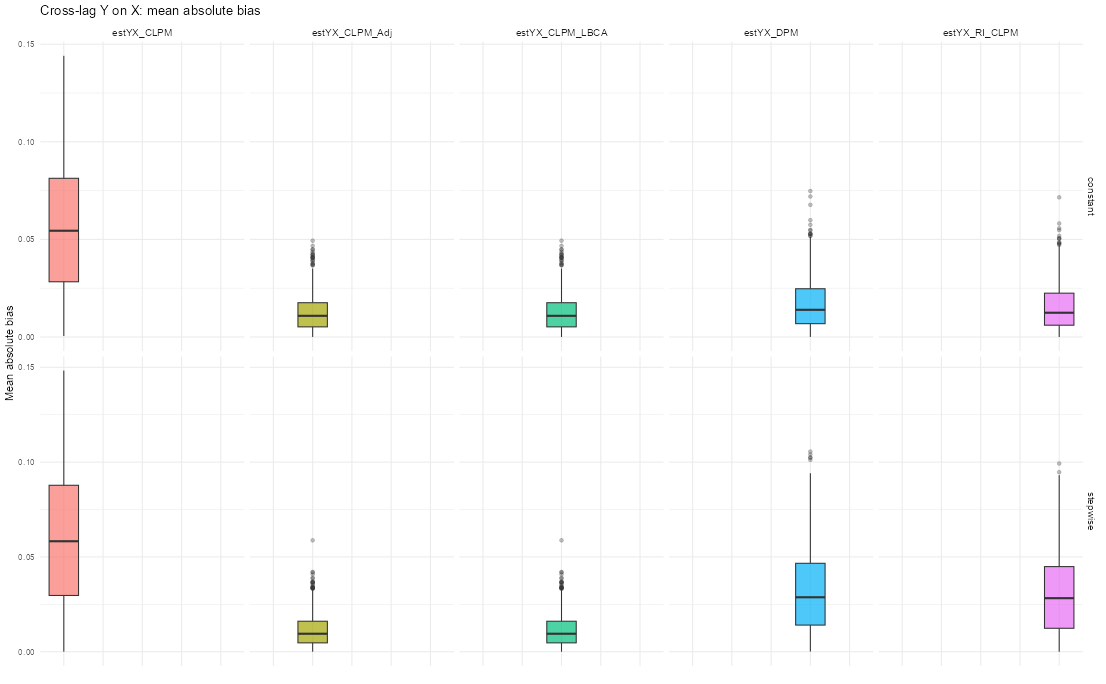 Cross-lag Y on X: mean absolute bias
estYX_CLPM
estYX_CLPM_Adj
estYX_CLPM_LBCA
estYX_DPM
estYX_RI_CLPM
0.15
0.10
0.05
0.00
constant
Mean absolute bias
0.15
0.10
0.05
0.00
stepwise